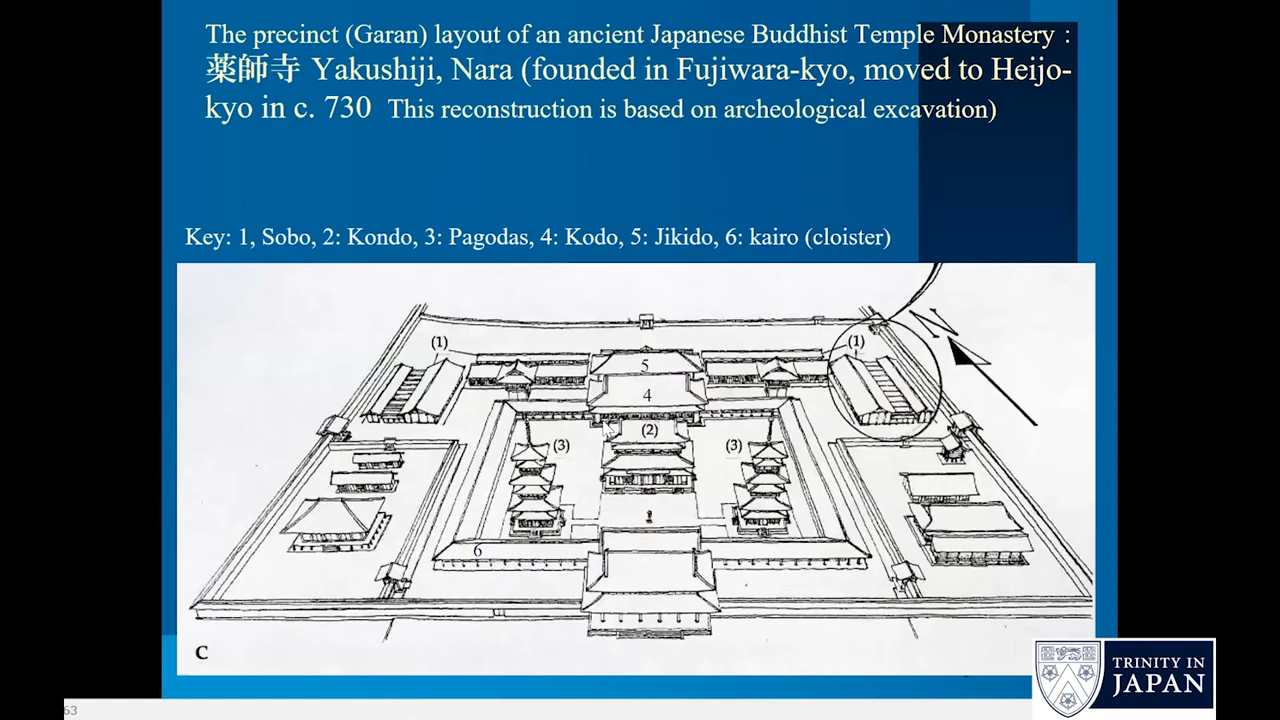 The precinct (Garan) layout of an ancient Japanese Buddhist Temple Monastery :
薬師寺 Yakushiji, Nara (founded in Fujiwara-kyo, moved to Heijo-
kyo in c. 730 This reconstruction is based on archeological excavation)
Key: 1, Sobo, 2: Kondo, 3: Pagodas, 4: Kodo, 5: Jikido, 6: kairo (cloister)
N
(1)
(1)
5
4
(2)
(3)
(3)
6
C
TRINITY IN
JAPAN
63